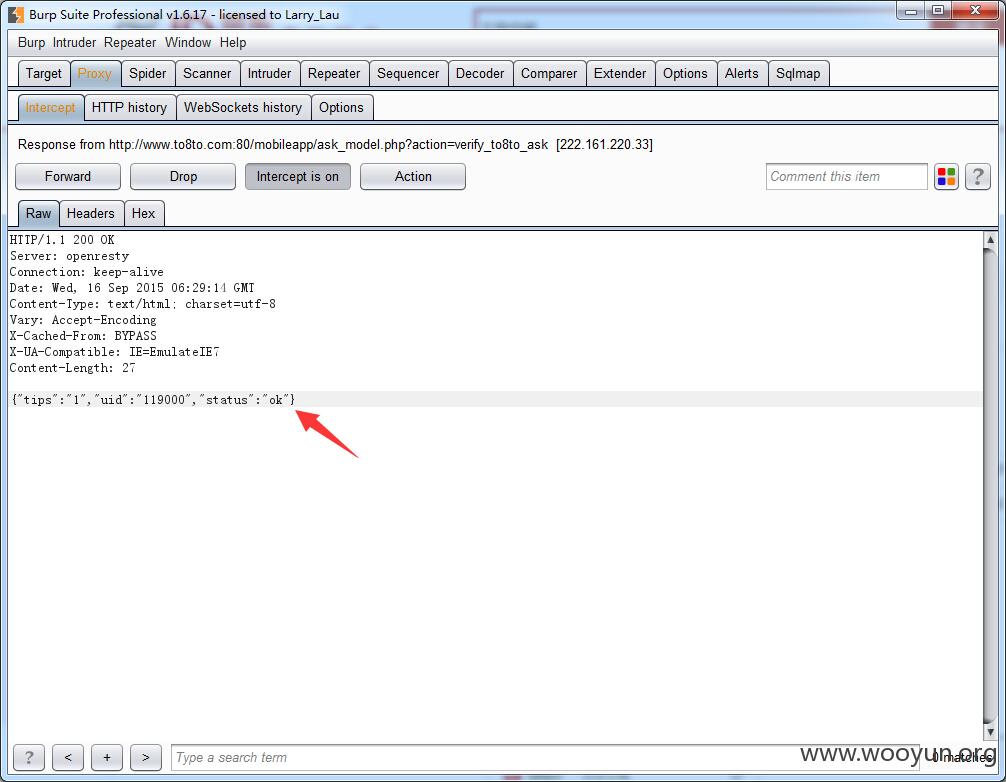 Burp Suite Professional v1.6.17 - licensed to Larry_Lau
Burp Intruder Repeater Window Help
Target Proxy Spider Scanner Intruder Repeater Sequencer Decoder Comparer Extender Options Alerts Sqlmap
Intercept HTTP history WebSockets history Options
Response from http://www.to8to.com:80/mobileapp/ask_model.php?action=verify_to8to_ask [222.161.220.33]
Forward Drop Intercept is on Action Comment this item ?
Raw Headers Hex
HTTP/1.1 200 OK
Server: openresty
Connection: keep-alive
Date: Wed, 16 Sep 2015 06:29:14 GMT
Content-Type: text/html; charset=utf-8
Vary: Accept-Encoding
X-Cached-From: BYPASS
X-UA-Compatible: IE=EmulateIE7
Content-Length: 27
{"tips":"1","uid":"119000","status":"ok"}
? < + > Type a search term 0 matches
www.wooyun.org